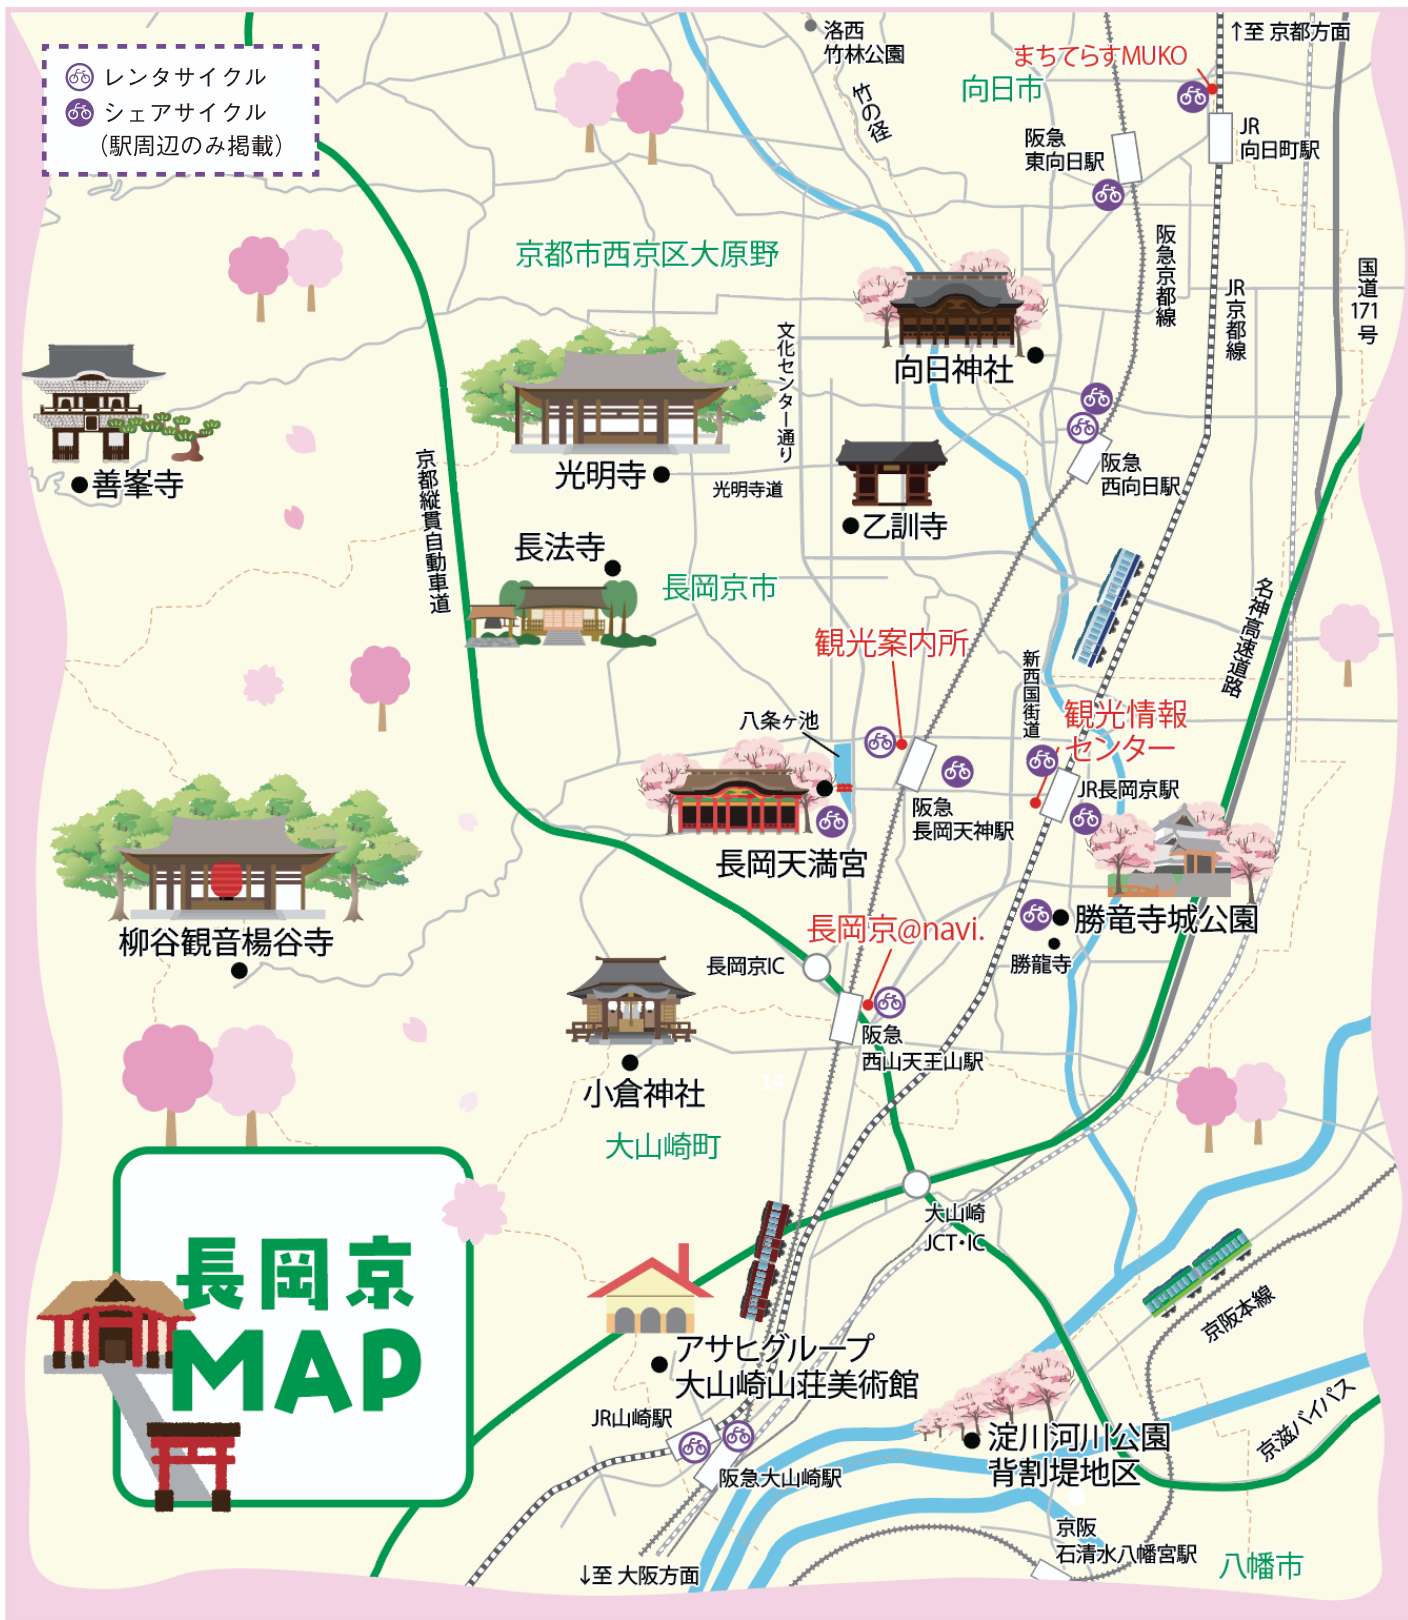 レンタサイクル
シェアサイクル
（駅周辺のみ掲載）
洛西
竹林公園
竹の径
まちてらすMUKO
↑至 京都方面
向日市
阪急
東向日駅
JR
向日町駅
京都市西京区大原野
阪急京都線
JR京都線
国道171号
文化センター通り
向日神社
善峯寺
京都縦貫自動車道
光明寺
光明寺道
阪急
西向日駅
乙訓寺
長法寺
長岡京市
名神高速道路
観光案内所
新西国街道
八条ヶ池
観光情報
センター
JR長岡京駅
阪急
長岡天神駅
長岡天満宮
柳谷観音楊谷寺
長岡京@navi.
勝竜寺城公園
勝龍寺
長岡京IC
阪急
西山天王山駅
14
小倉神社
大山崎町
大山崎
JCT・IC
長岡京
MAP
京阪本線
アサヒグループ
大山崎山荘美術館
JR山崎駅
阪急大山崎駅
淀川河川公園
背割堤地区
京滋バイパス
京阪
石清水八幡宮駅
八幡市
↓至 大阪方面